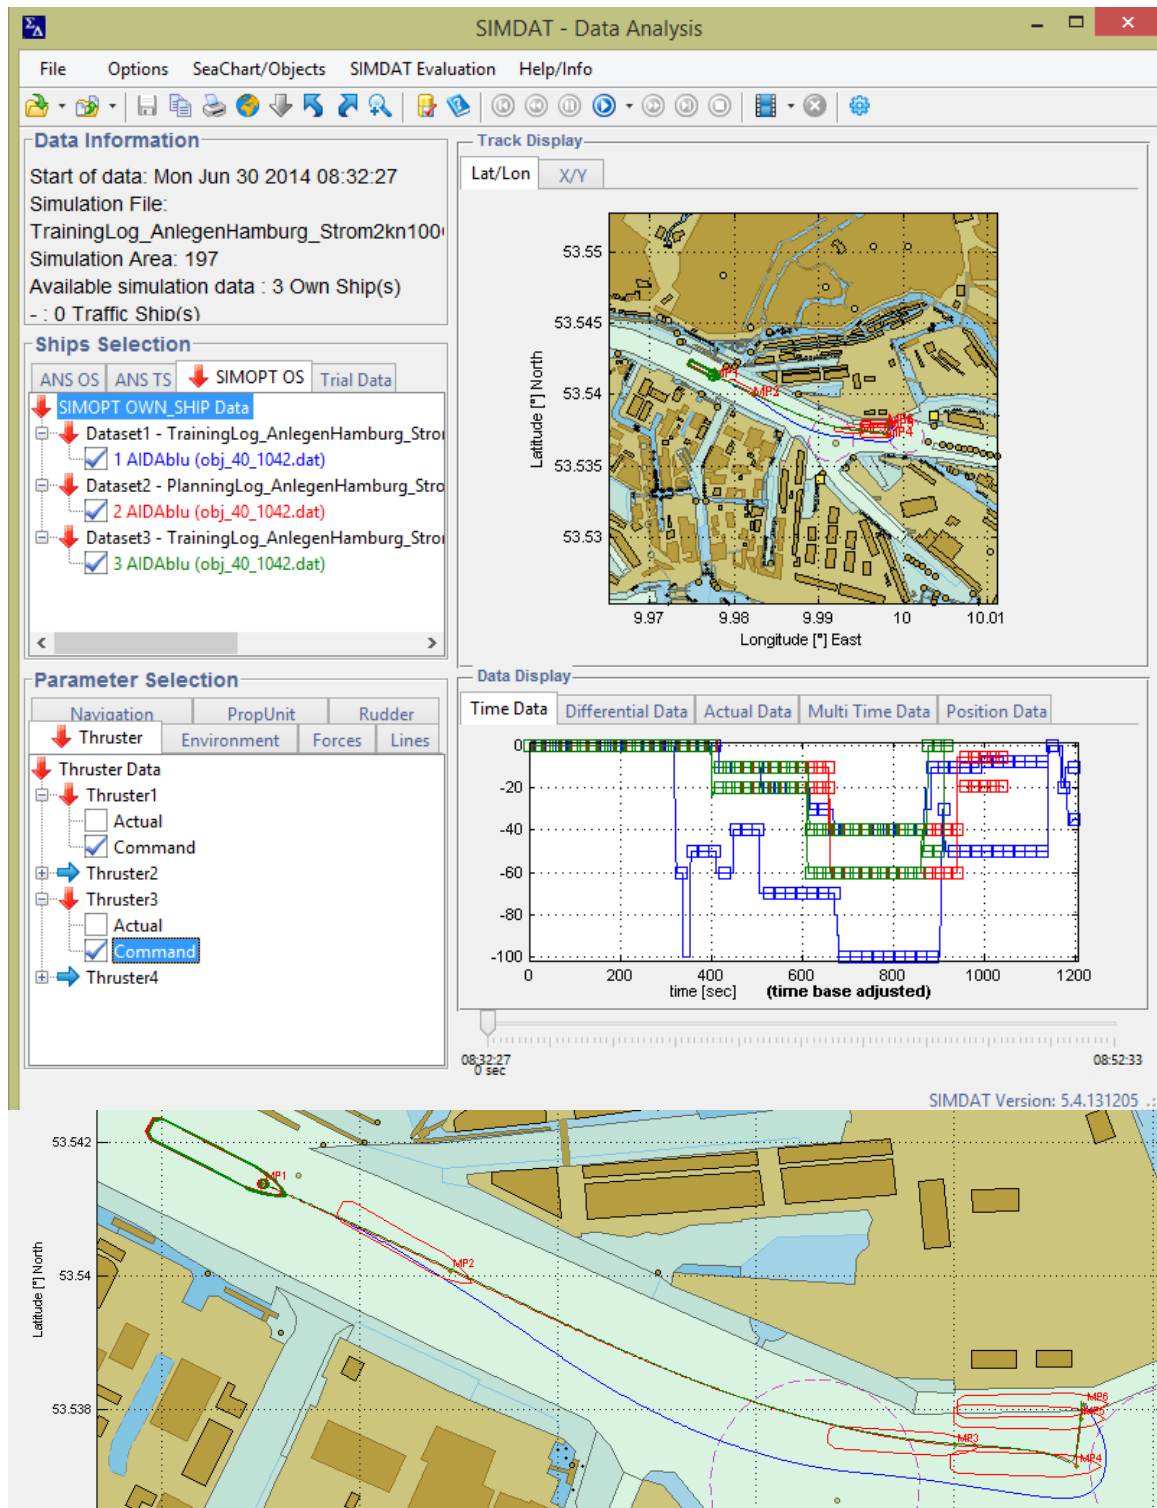 SIMDAT - Data Analysis
File Options SeaChart/Objects SIMDAT Evaluation Help/Info
Data Information
Start of data: Mon Jun 30 2014 08:32:27
Simulation File:
TrainingLog_AnlegenHamburg_Strom2kn100
Simulation Area: 197
Available simulation data : 3 Own Ship(s)
- : 0 Traffic Ship(s)
Ships Selection
ANS OS ANS TS SIMOPT OS Trial Data
SIMOPT OWN_SHIP Data
Dataset1 - TrainingLog_AnlegenHamburg_Stro
1 AIDAblu (obj_40_1042.dat)
Dataset2 - PlanningLog_AnlegenHamburg_Stro
2 AIDAblu (obj_40_1042.dat)
Dataset3 - TrainingLog_AnlegenHamburg_Stro
3 AIDAblu (obj_40_1042.dat)
Parameter Selection
Navigation PropUnit Rudder
Thruster Environment Forces Lines
Thruster Data
Thruster1
Actual
Command
Thruster2
Thruster3
Actual
Command
Thruster4
Track Display
Lat/Lon X/Y
53.55
53.545
53.54
53.535
53.53
Latitude [°] North
MP1
MP2
MP4
9.97 9.98 9.99 10 10.01
Longitude [°] East
Data Display
Time Data Differential Data Actual Data Multi Time Data Position Data
0
-20
-40
-60
-80
-100
0 200 400 600 800 1000 1200
time [sec] (time base adjusted)
08:32:27 08:52:33
0 sec
SIMDAT Version: 5.4.131205
53.542
53.54
53.538
Latitude [°] North
MP1
MP2
MP3
MP4
MP5
MP6